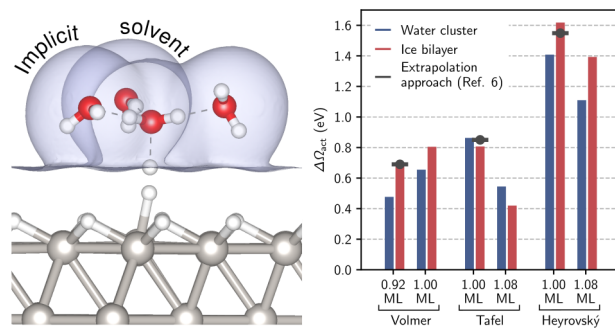 Implicit solvent
Water cluster
Ice bilayer
Extrapolation
approach (Ref. 6)
ΔΩact (eV)
1.6
1.4
1.2
1.0
0.8
0.6
0.4
0.2
0.0
0.92 1.00 1.00 1.08 1.00 1.08
ML ML ML ML ML ML
Volmer Tafel Heyrovský